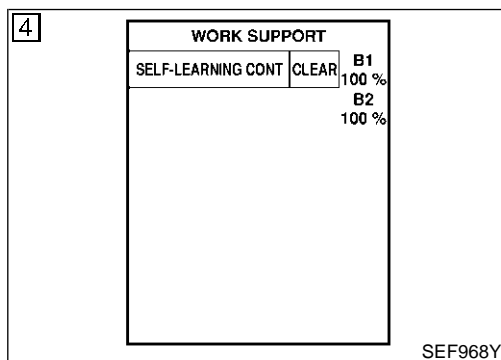 4
WORK SUPPORT
SELF-LEARNING CONT CLEAR B1
100 %
B2
100 %
SEF968Y